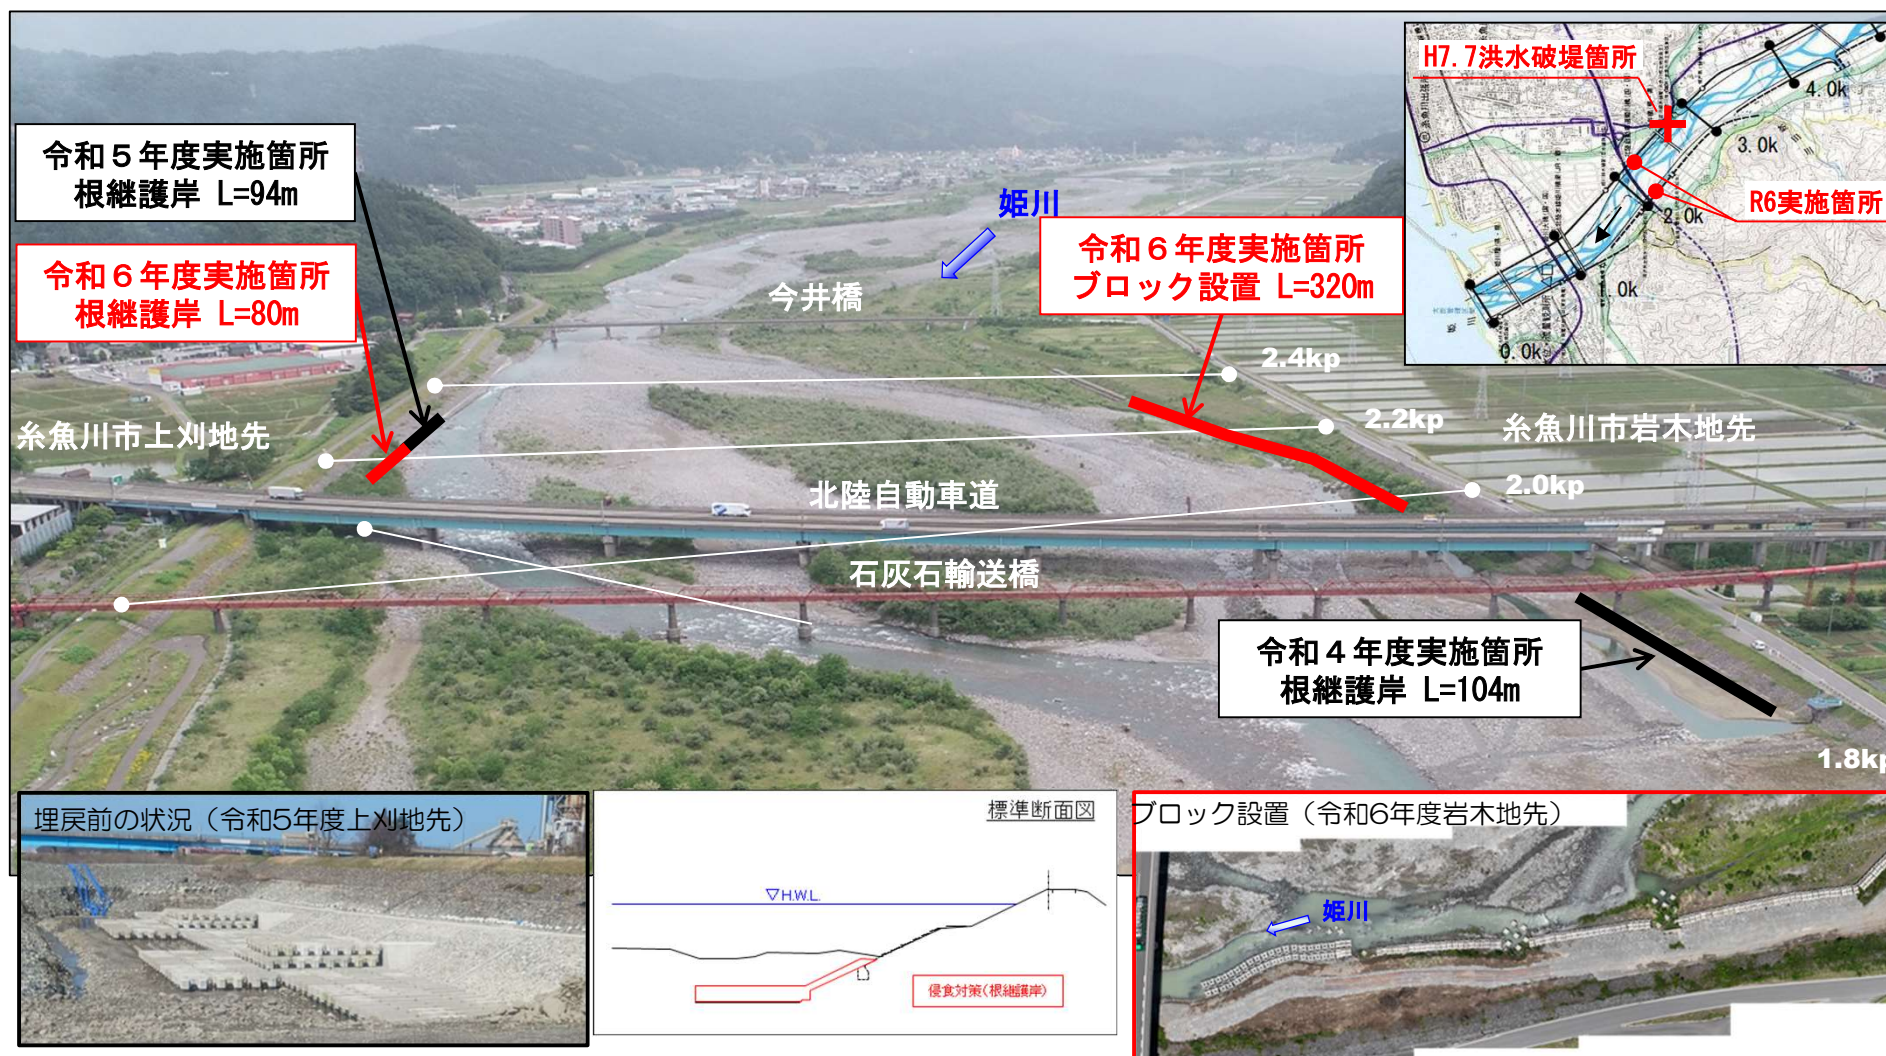 令和５年度実施箇所
根継護岸 L=94m
令和６年度実施箇所
根継護岸 L=80m
姫川
今井橋
令和６年度実施箇所
ブロック設置 L=320m
H7.7洪水破堤箇所
4.0k
3.0k
R6実施箇所
2.0k
1.0k
0.0k
2.4kp
2.2kp
2.0kp
糸魚川市上刈地先
糸魚川市岩木地先
北陸自動車道
石灰石輸送橋
令和４年度実施箇所
根継護岸 L=104m
1.8kp
埋戻前の状況（令和5年度上刈地先）
標準断面図
▽H.W.L.
侵食対策(根継護岸)
ブロック設置（令和6年度岩木地先）
姫川